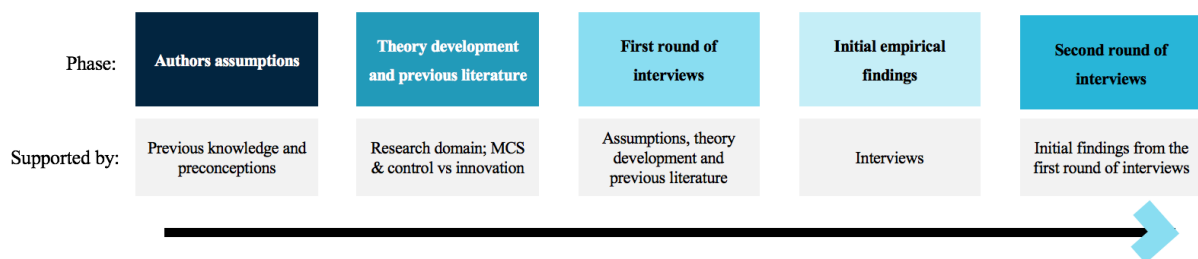 Phase:
Authors assumptions
Theory development
and previous literature
First round of
interviews
Initial empirical
findings
Second round of
interviews
Supported by:
Previous knowledge and
preconceptions
Research domain; MCS
& control vs innovation
Assumptions, theory
development and
previous literature
Interviews
Initial findings from the
first round of interviews